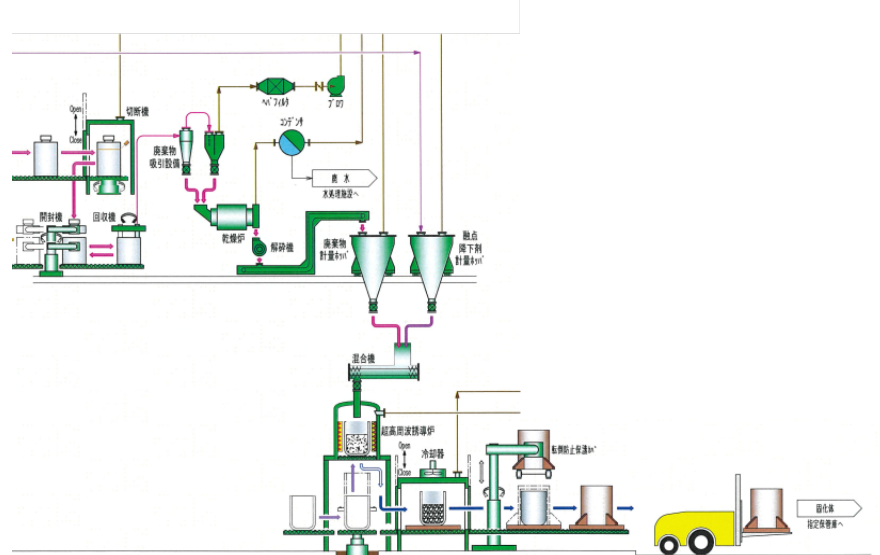 切断機
Open
Close
ヘパフィルタ
ブロワ
コンデンサ
廃棄物
吸引設備
廃 水
水処理施設へ
開封機
回収機
乾燥炉
解砕機
廃棄物
計量ホッパ
融点
降下剤
計量ホッパ
混合機
超高周波誘導炉
Open
Close
冷却器
転倒防止保護カバー
固化体
指定保管庫へ